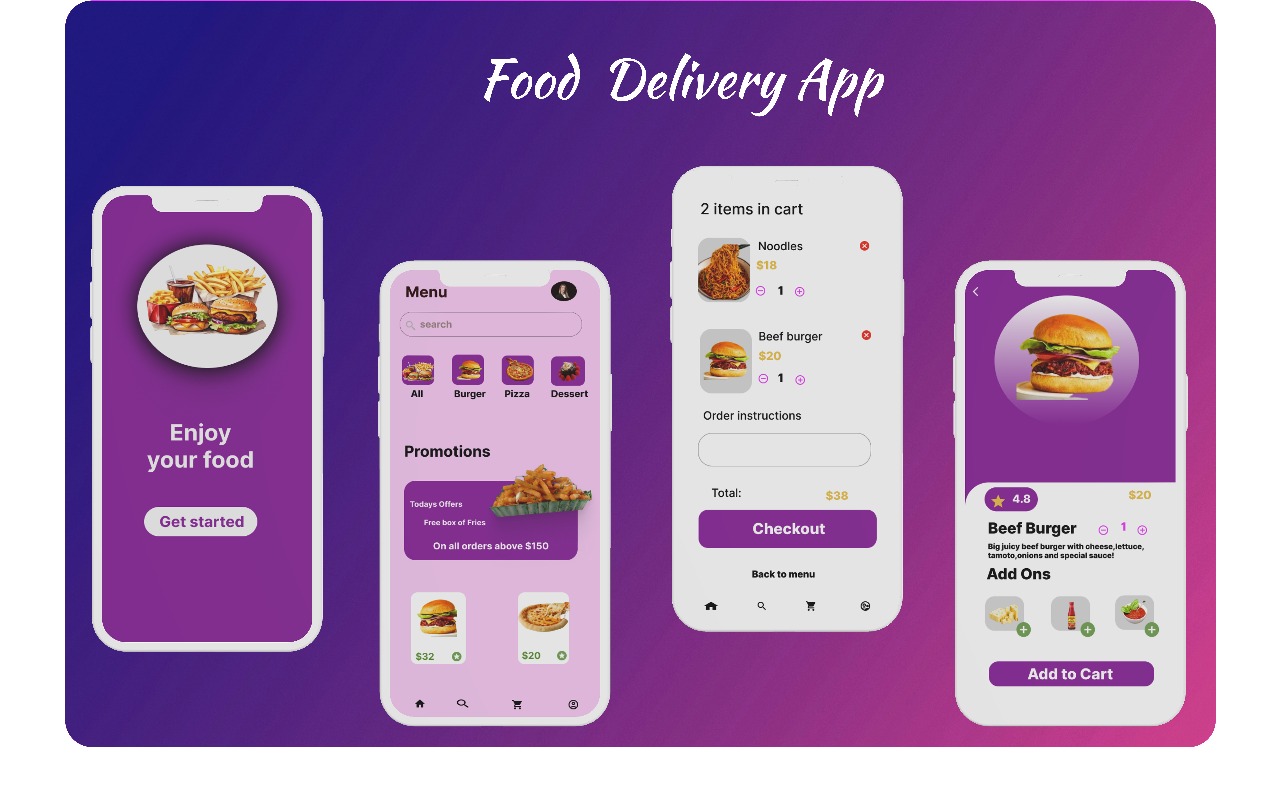 Food Delivery App
Enjoy
your food
Get started
Menu
search
All
Burger
Pizza
Dessert
Promotions
Todays Offers
Free box of Fries
On all orders above $150
$32
$20
2 items in cart
Noodles
$18
1
Beef burger
$20
1
Order instructions
Total:
$38
Checkout
Back to menu
4.8
$20
Beef Burger
1
Big juicy beef burger with cheese,lettuce,
tamoto,onions and special sauce!
Add Ons
Add to Cart